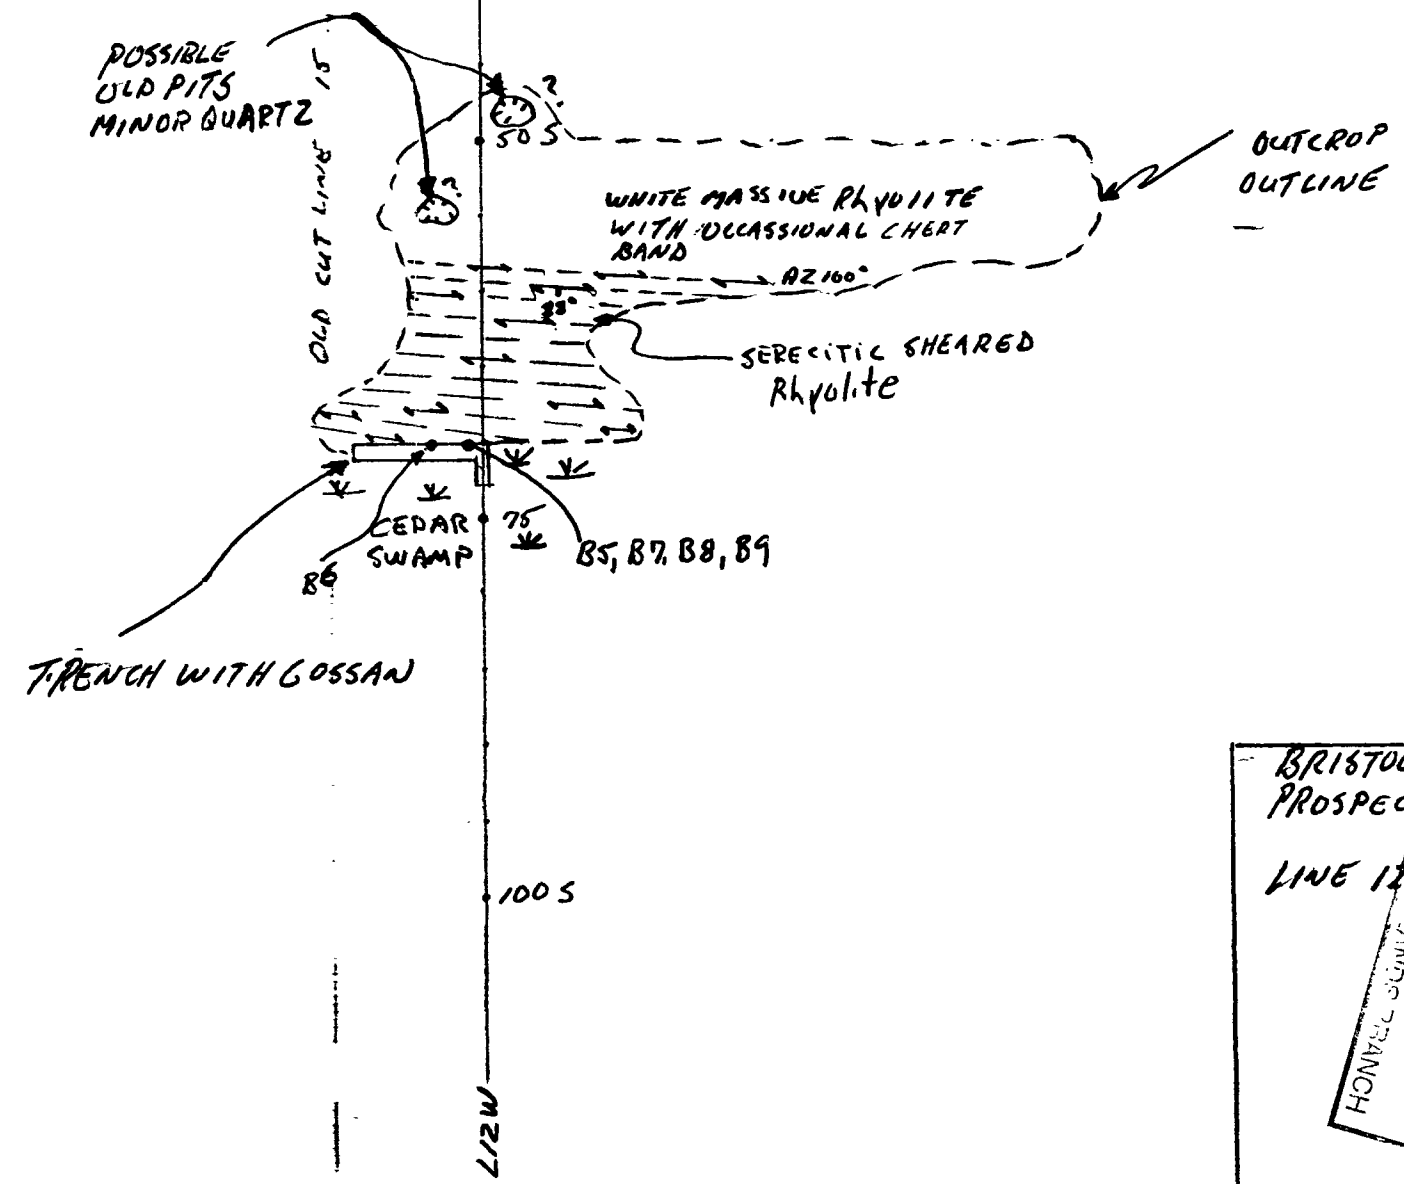 POSSIBLE
OLD PITS
MINOR QUARTZ
OLD CUT LINE 15
?
50 S
?
OUTCROP
OUTLINE
WHITE MASSIVE RhYOLITE
WITH OCCASSIONAL CHERT
BAND
AZ 100°
SERECITIC SHEARED
Rhyolite
CEDAR
SWAMP
75
B6
B5, B7, B8, B9
TRENCH WITH GOSSAN
100 S
L12W
BRISTOL
PROSPEC
LINE 12
RANCH